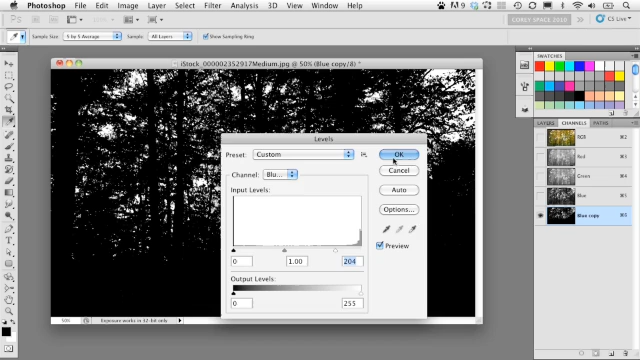 Photoshop File Edit Image Layer Select Filter Analysis 3D View Window Help
COREY SPACE 2010 CS Live
Sample Size: 5 by 5 Average Sample: All Layers Show Sampling Ring
iStock_000002352917Medium.jpg @ 50% (Blue copy/8) *
Levels
Preset: Custom
OK
Cancel
Channel: Blu...
Auto
Input Levels:
Options...
Preview
0 1.00 204
Output Levels:
0 255
50% Exposure works in 32-bit only
SWATCHES
LAYERS CHANNELS PATHS
RGB
Red
Green
Blue
Blue copy